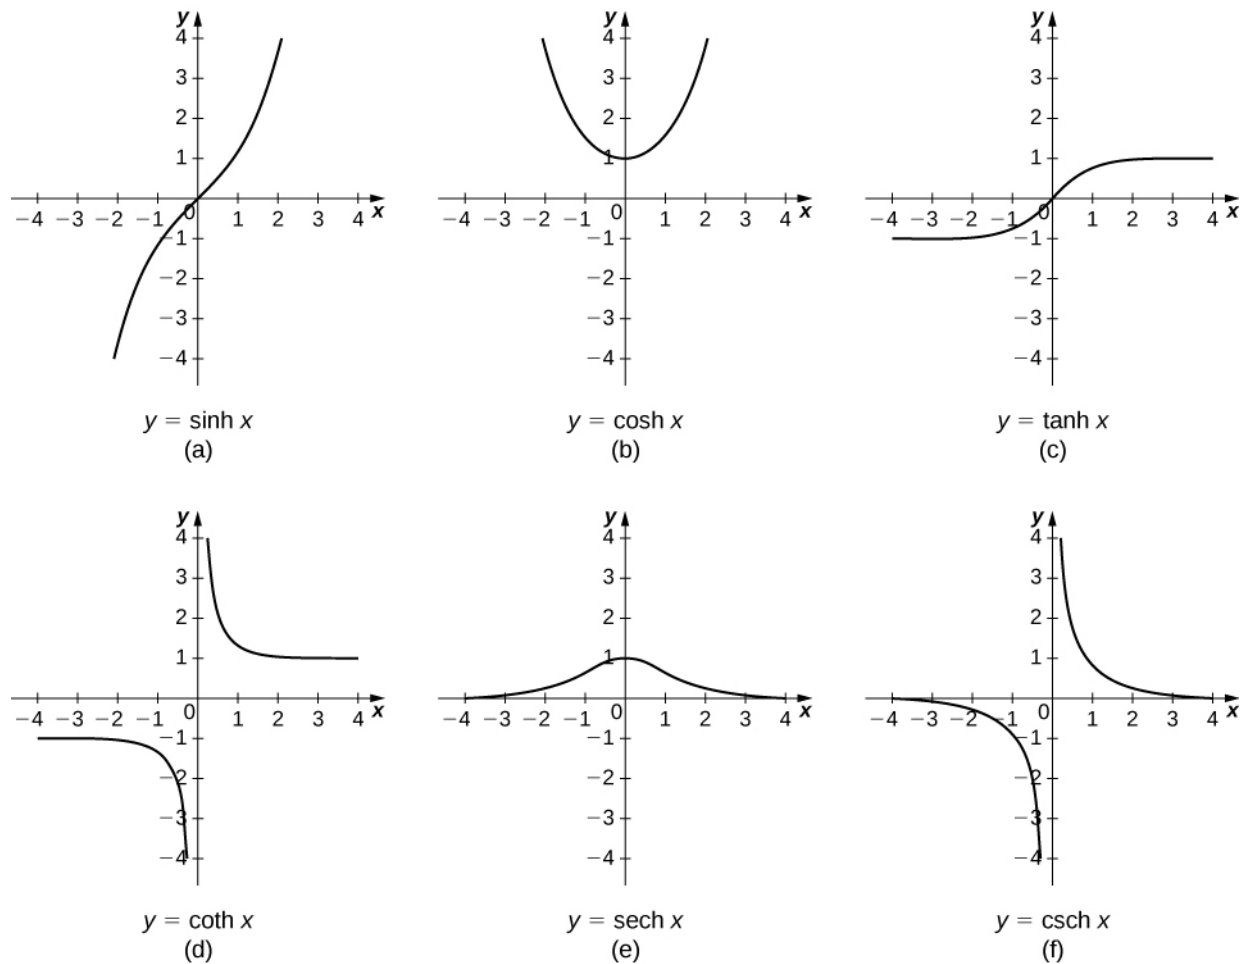 y
4
3
2
1
−4 −3 −2 −1 0 1 2 3 4 x
−1
−2
−3
−4
y = sinh x
(a)
y
4
3
2
1
−4 −3 −2 −1 0 1 2 3 4 x
−1
−2
−3
−4
y = cosh x
(b)
y
4
3
2
1
−4 −3 −2 −1 0 1 2 3 4 x
−1
−2
−3
−4
y = tanh x
(c)
y
4
3
2
1
−4 −3 −2 −1 0 1 2 3 4 x
−1
−2
−3
−4
y = coth x
(d)
y
4
3
2
1
−4 −3 −2 −1 0 1 2 3 4 x
−1
−2
−3
−4
y = sech x
(e)
y
4
3
2
1
−4 −3 −2 −1 0 1 2 3 4 x
−1
−2
−3
−4
y = csch x
(f)